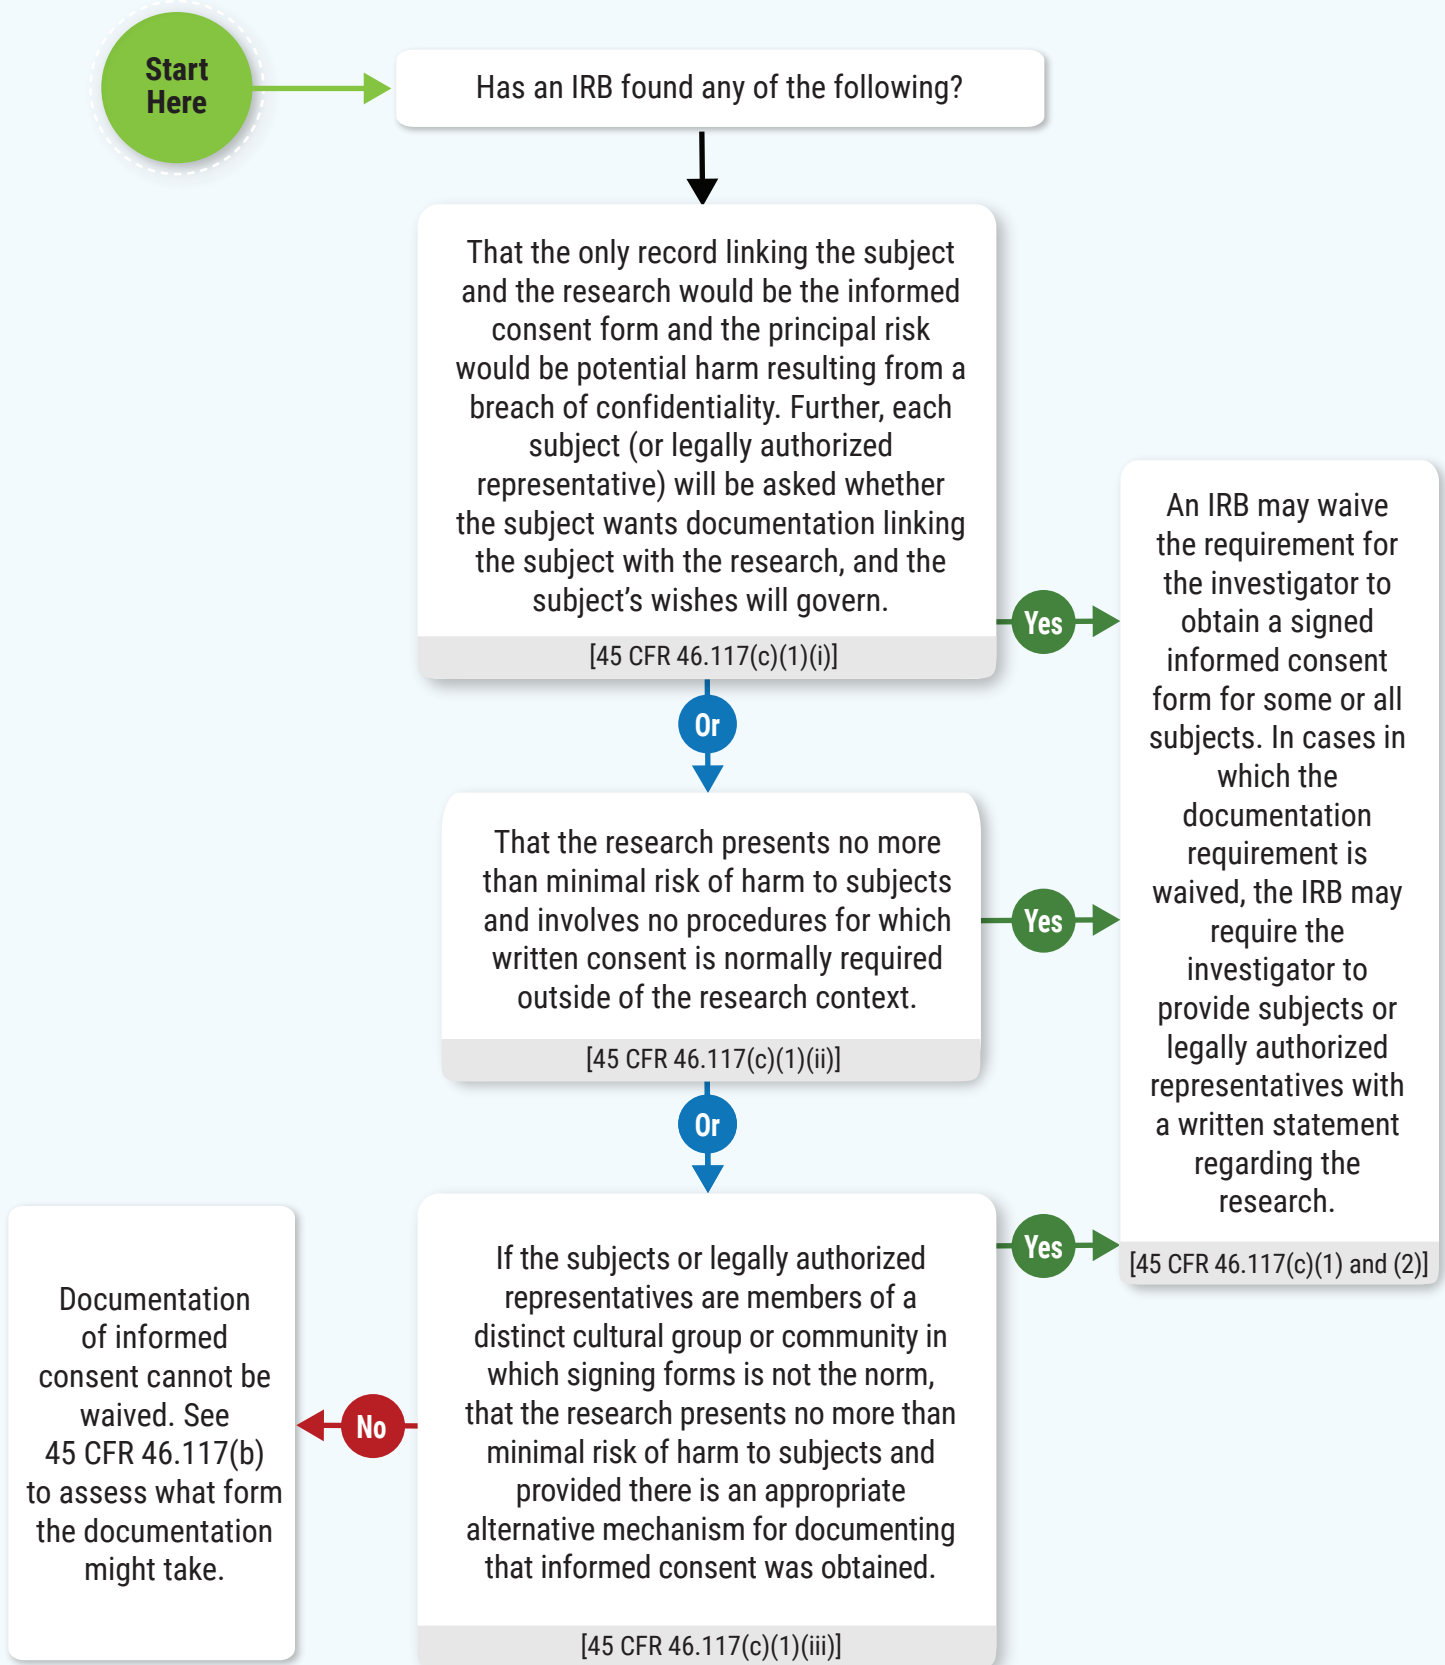 Start
Here
Has an IRB found any of the following?
That the only record linking the subject
and the research would be the informed
consent form and the principal risk
would be potential harm resulting from a
breach of confidentiality. Further, each
subject (or legally authorized
representative) will be asked whether
the subject wants documentation linking
the subject with the research, and the
subject’s wishes will govern.
[45 CFR 46.117(c)(1)(i)]
Yes
Or
That the research presents no more
than minimal risk of harm to subjects
and involves no procedures for which
written consent is normally required
outside of the research context.
[45 CFR 46.117(c)(1)(ii)]
Yes
Or
If the subjects or legally authorized
representatives are members of a
distinct cultural group or community in
which signing forms is not the norm,
that the research presents no more than
minimal risk of harm to subjects and
provided there is an appropriate
alternative mechanism for documenting
that informed consent was obtained.
[45 CFR 46.117(c)(1)(iii)]
Yes
An IRB may waive
the requirement for
the investigator to
obtain a signed
informed consent
form for some or all
subjects. In cases in
which the
documentation
requirement is
waived, the IRB may
require the
investigator to
provide subjects or
legally authorized
representatives with
a written statement
regarding the
research.
[45 CFR 46.117(c)(1) and (2)]
No
Documentation
of informed
consent cannot be
waived. See
45 CFR 46.117(b)
to assess what form
the documentation
might take.